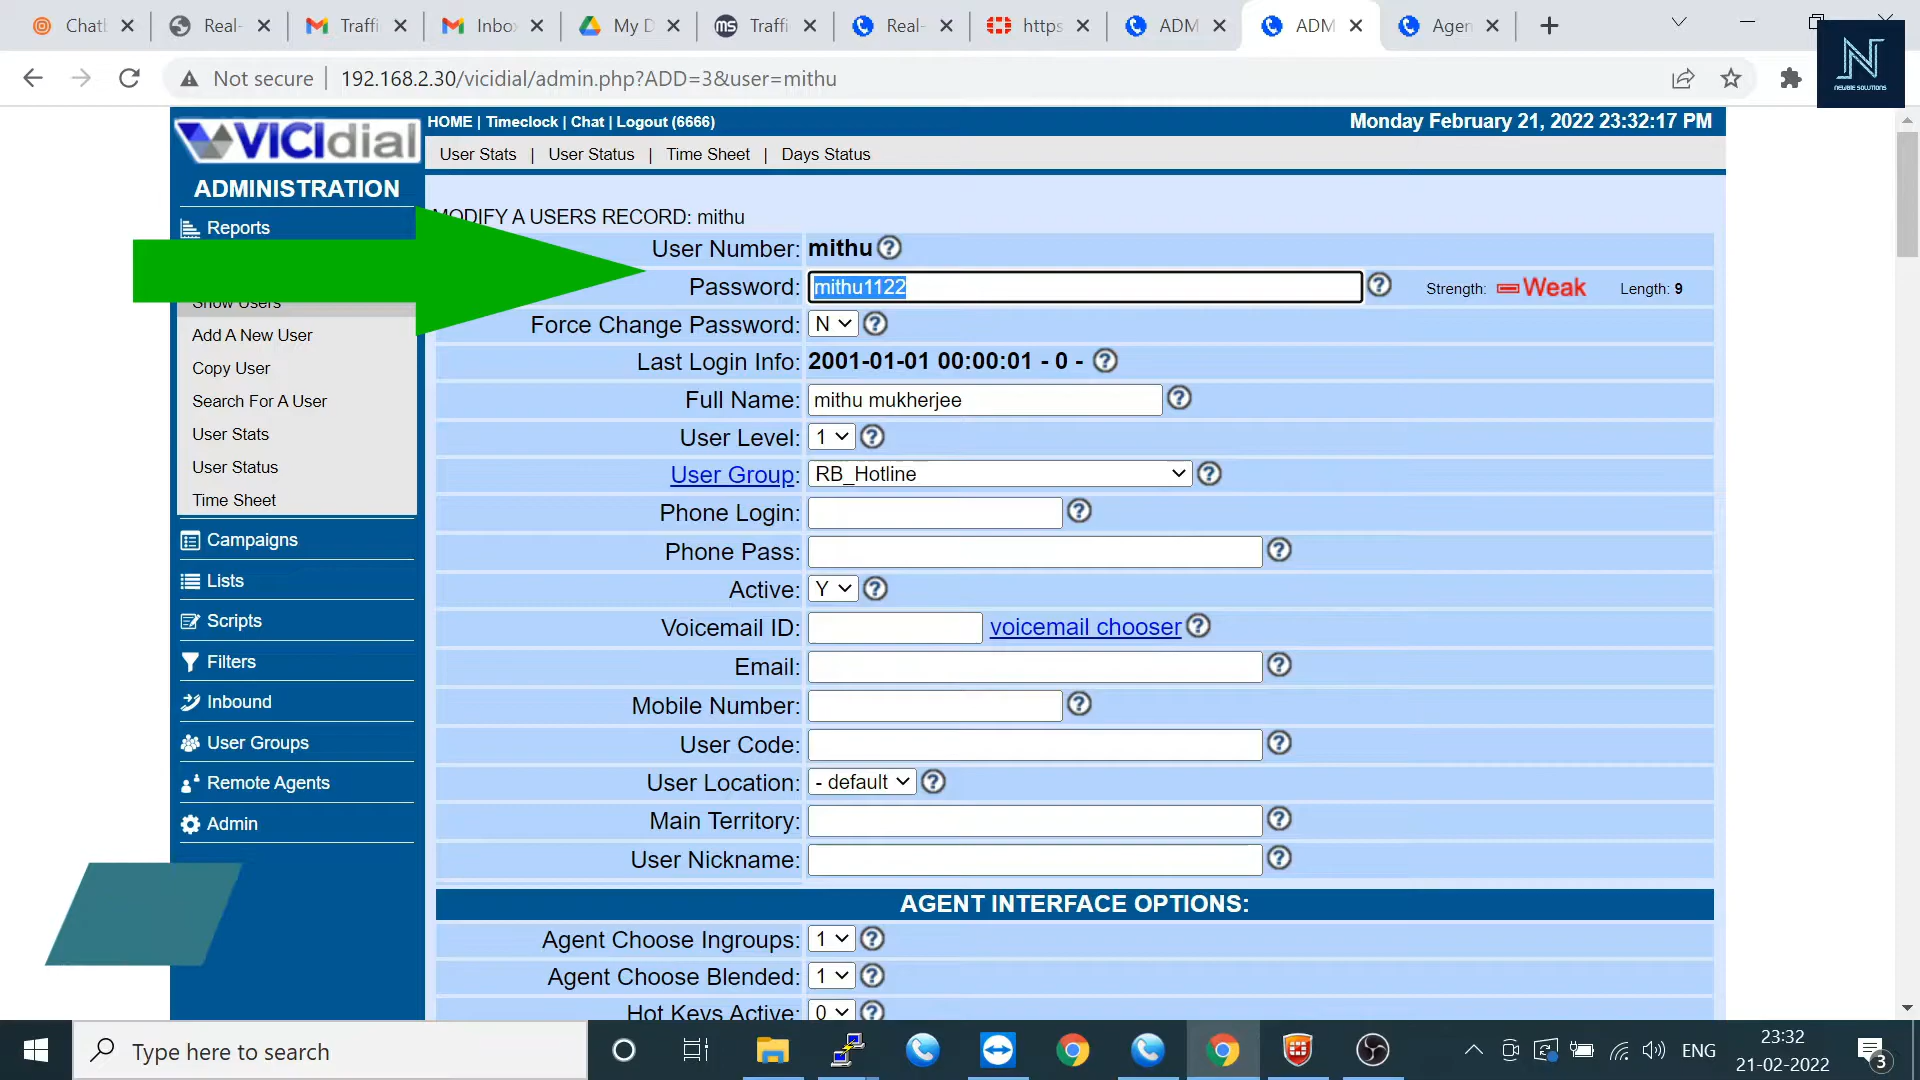 Chatl
Real-
Traffi
Inbo
My D
Traffi
Real-
https
ADM
ADM
Agen
Not secure
192.168.2.30/vicidial/admin.php?ADD=3&user=mithu
N
NEWBIE SOLUTIONS
VICIdial
HOME | Timeclock | Chat | Logout (6666)
Monday February 21, 2022 23:32:17 PM
User Stats | User Status | Time Sheet | Days Status
ADMINISTRATION
Reports
Show Users
Add A New User
Copy User
Search For A User
User Stats
User Status
Time Sheet
Campaigns
Lists
Scripts
Filters
Inbound
User Groups
Remote Agents
Admin
MODIFY A USERS RECORD: mithu
User Number: mithu
Password: mithu1122 Strength: Weak Length: 9
Force Change Password: N
Last Login Info: 2001-01-01 00:00:01 - 0 -
Full Name: mithu mukherjee
User Level: 1
User Group: RB_Hotline
Phone Login:
Phone Pass:
Active: Y
Voicemail ID: voicemail chooser
Email:
Mobile Number:
User Code:
User Location: - default
Main Territory:
User Nickname:
AGENT INTERFACE OPTIONS:
Agent Choose Ingroups: 1
Agent Choose Blended: 1
Hot Keys Active: 0
Type here to search
ENG
23:32
21-02-2022
3